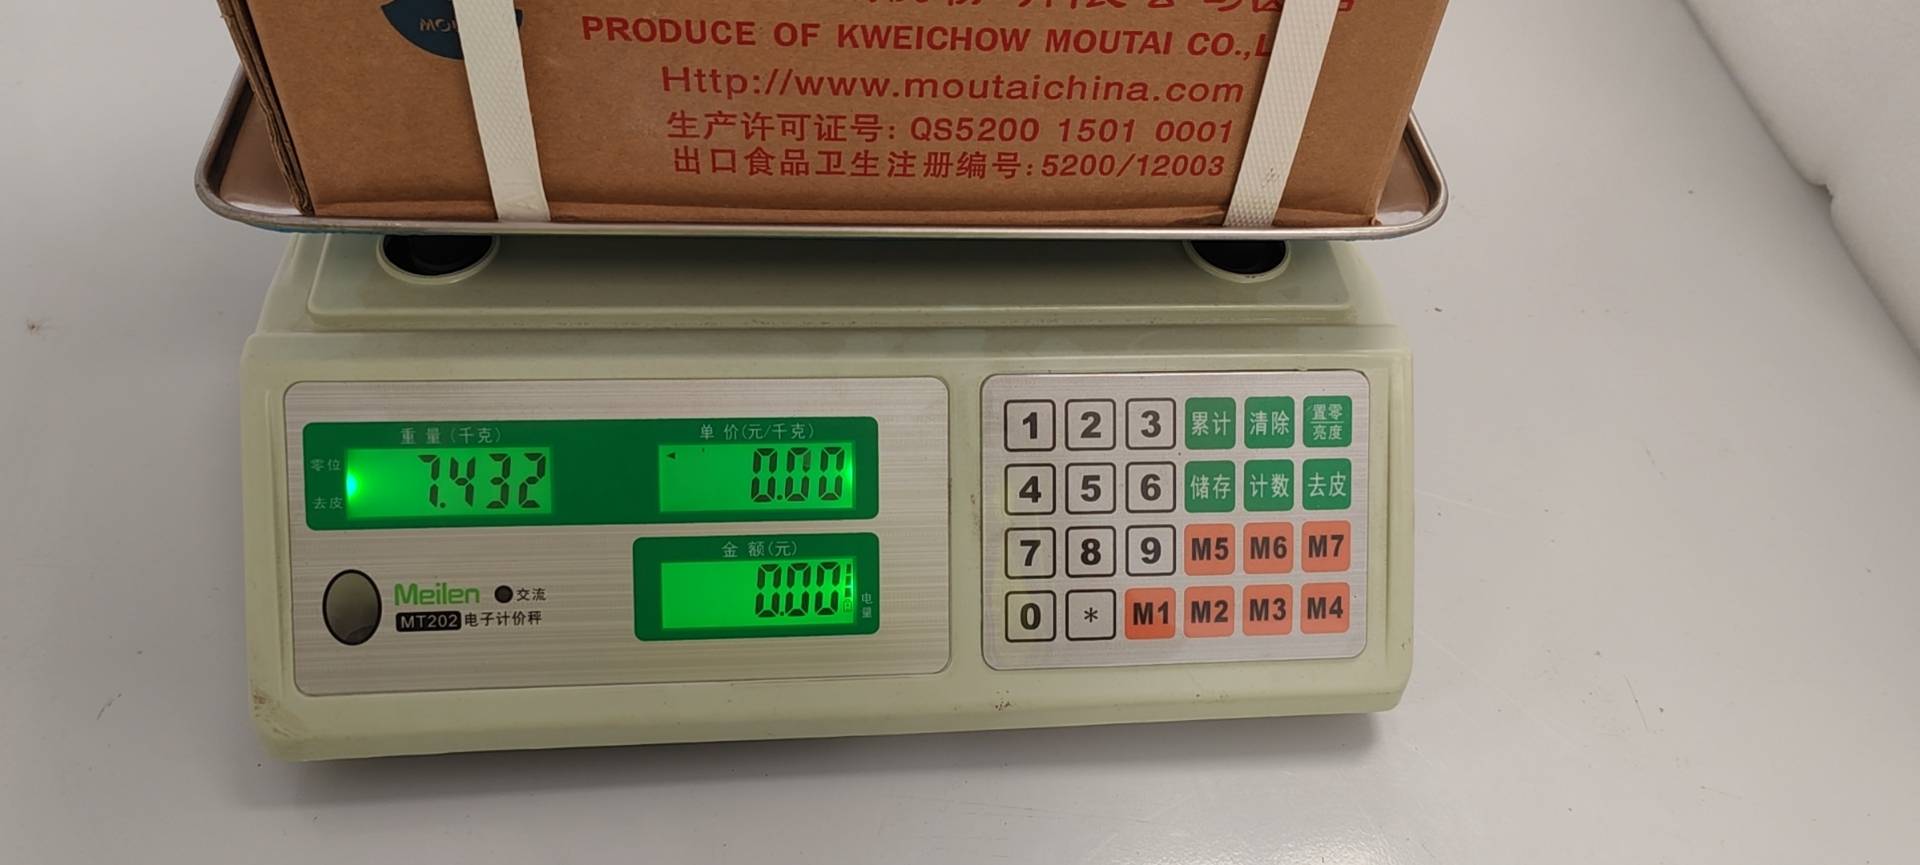 MOU
PRODUCE OF KWEICHOW MOUTAI CO.,L
Http://www.moutaichina.com
生产许可证号: QS5200 1501 0001
出口食品卫生注册编号:5200/12003
重量(千克)
单价(元/千克)
零位
7.432
0.00
去皮
金额(元)
0.00
电量
Meilen 交流
MT202 电子计价秤
1 2 3 累计 清除 置零 亮度
4 5 6 储存 计数 去皮
7 8 9 M5 M6 M7
0 * M1 M2 M3 M4